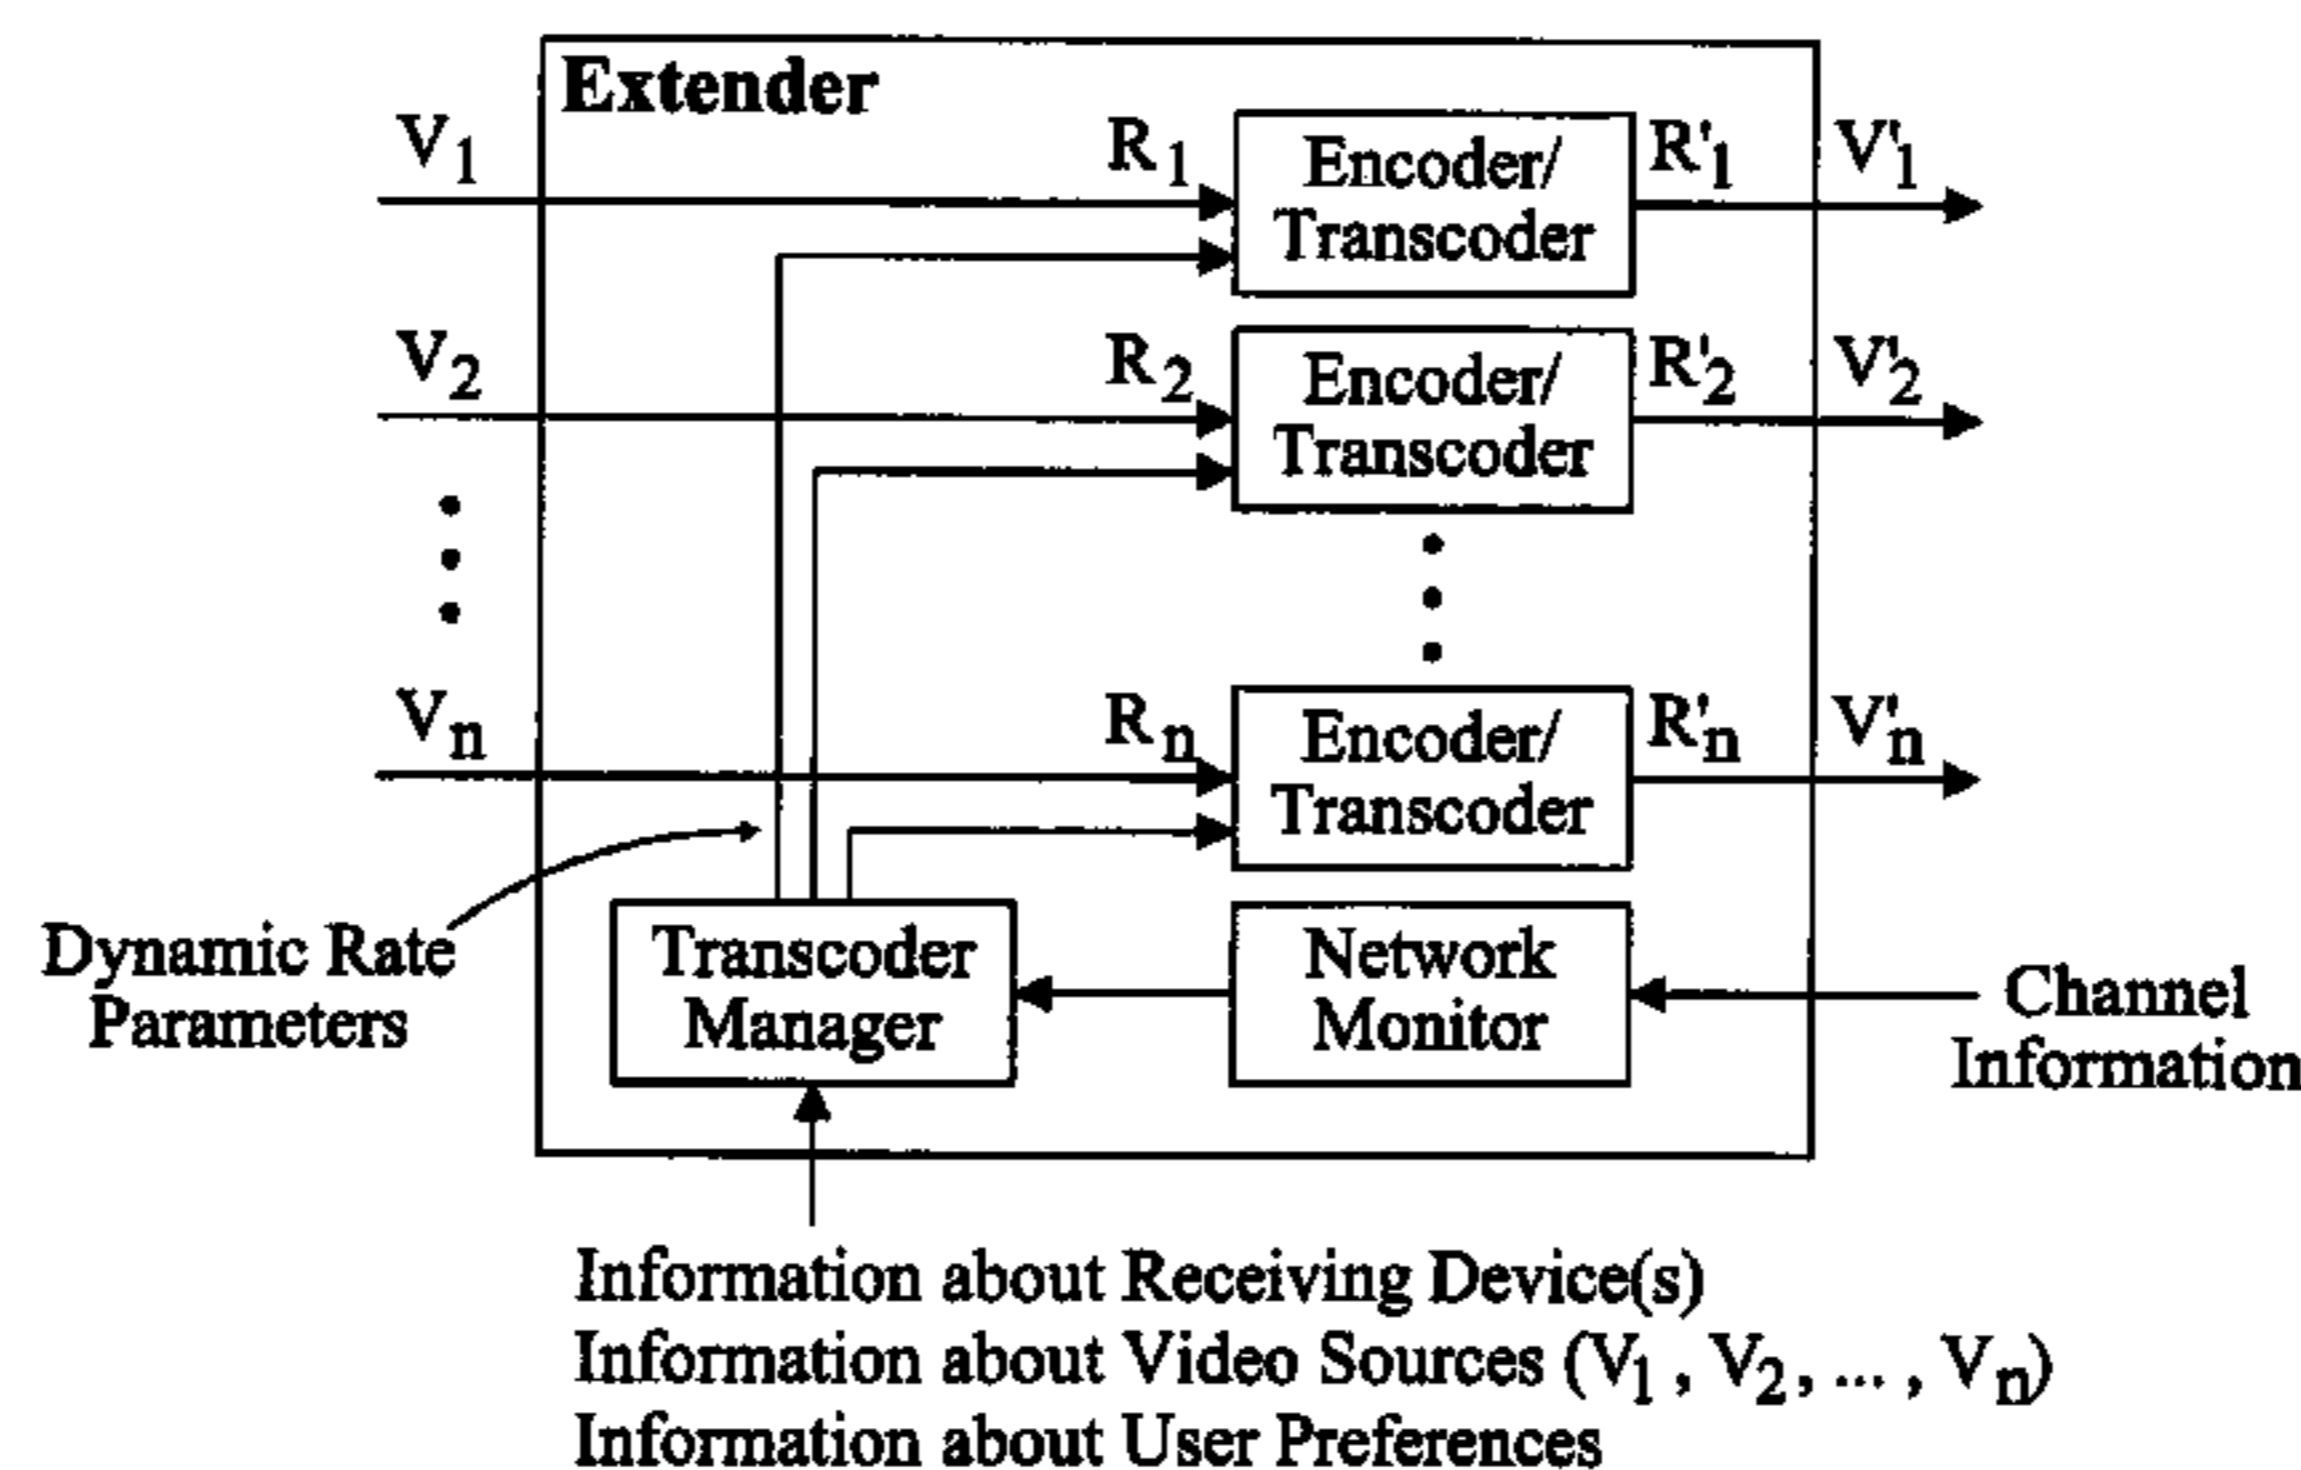 Extender
V1
R1
Encoder/
Transcoder
R'1
V'1
V2
R2
Encoder/
Transcoder
R'2
V'2
Vn
Rn
Encoder/
Transcoder
R'n
V'n
Dynamic Rate
Parameters
Transcoder
Manager
Network
Monitor
Channel
Information
Information about Receiving Device(s)
Information about Video Sources (V1, V2, ... , Vn)
Information about User Preferences